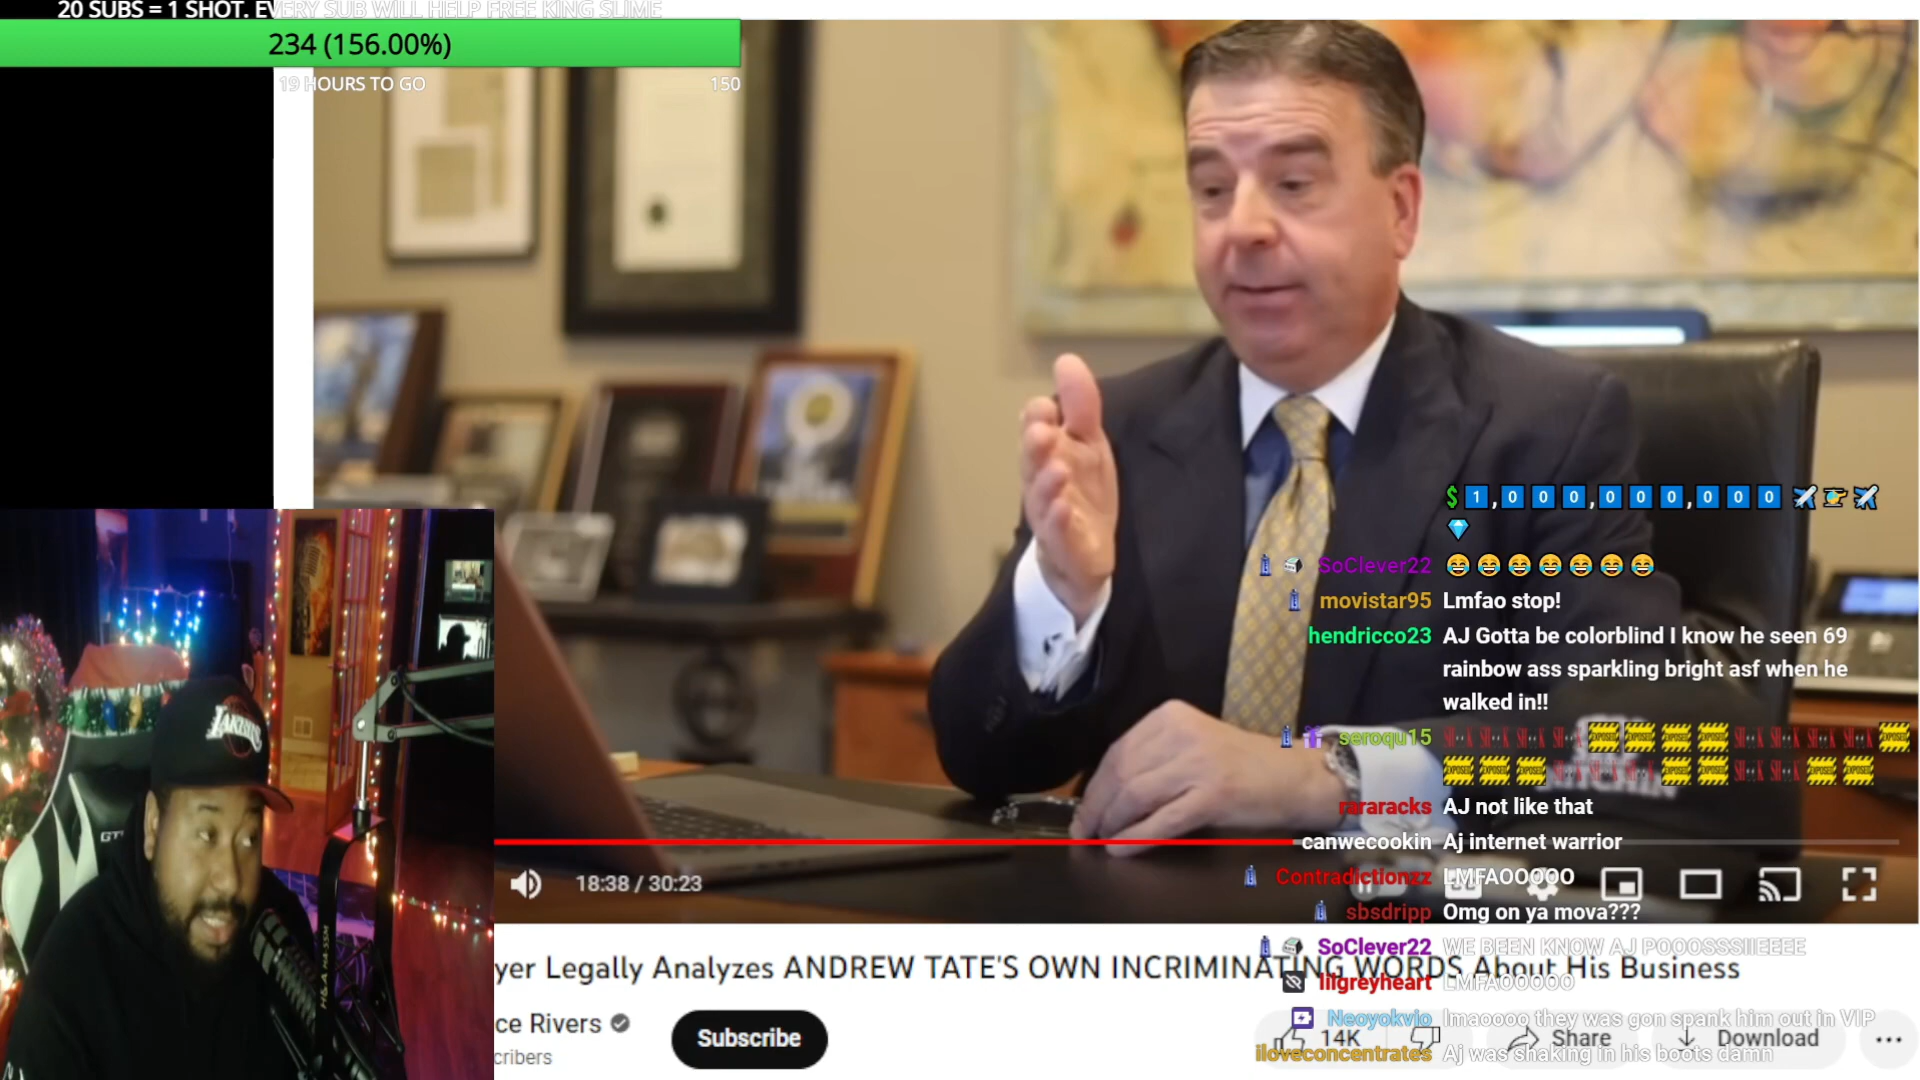 20 SUBS = 1 SHOT. EVERY SUB WILL HELP FREE KING SLIME
234 (156.00%)
19 HOURS TO GO
150
$1,000,000,000
SoClever22
movistar95 Lmfao stop!
hendricco23 AJ Gotta be colorblind I know he seen 69
rainbow ass sparkling bright asf when he
walked in!!
seroqu15
rararacks AJ not like that
canwecookin Aj internet warrior
Contradictionzz LMFAOOOOO
sbsdripp Omg on ya mova???
SoClever22 WE BEEN KNOW AJ POOOSSSIIEEEE
lilgreyheart LMFAOOOOO
Neoyokvio lmaoooo they was gon spank him out in VIP
iloveconcentrates Aj was shaking in his boots damn
LAKERS
GT
18:38 / 30:23
yer Legally Analyzes ANDREW TATE'S OWN INCRIMINATING WORDS About His Business
ce Rivers
cribers
Subscribe
14K
Share
Download